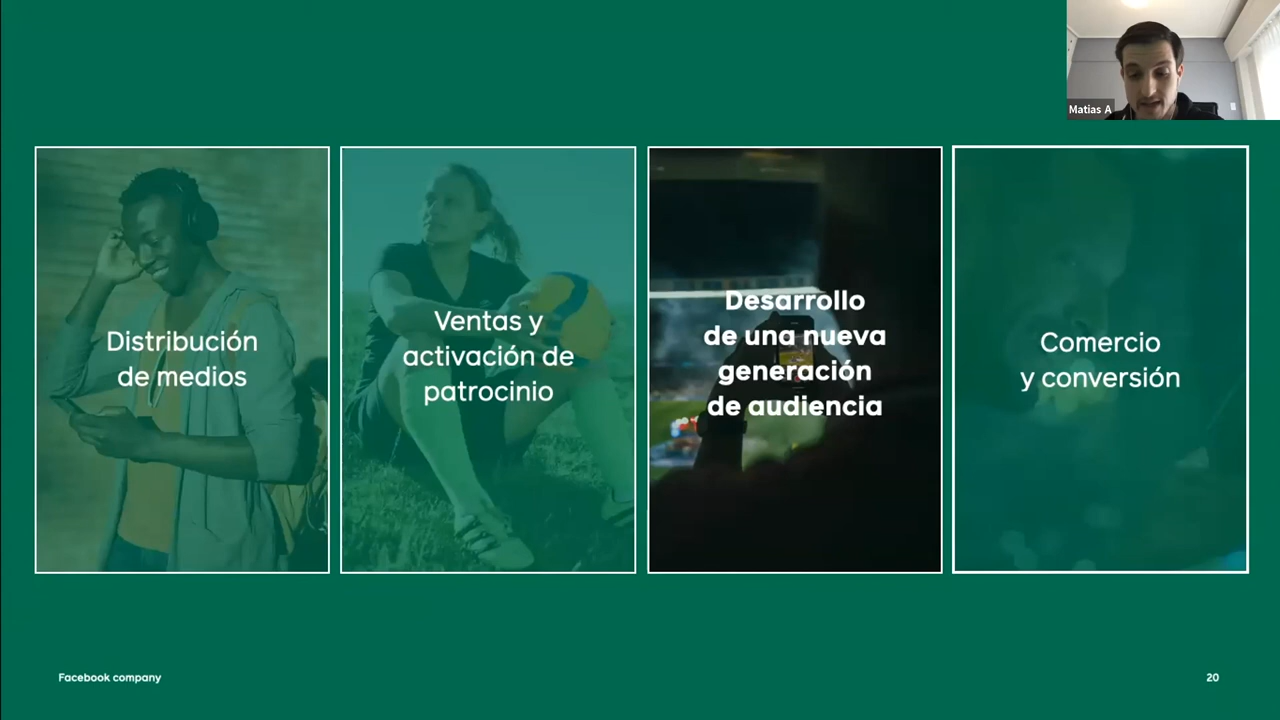 Matias A
Distribución
de medios
Ventas y
activación de
patrocinio
Desarrollo
de una nueva
generación
de audiencia
Comercio
y conversión
Facebook company
20